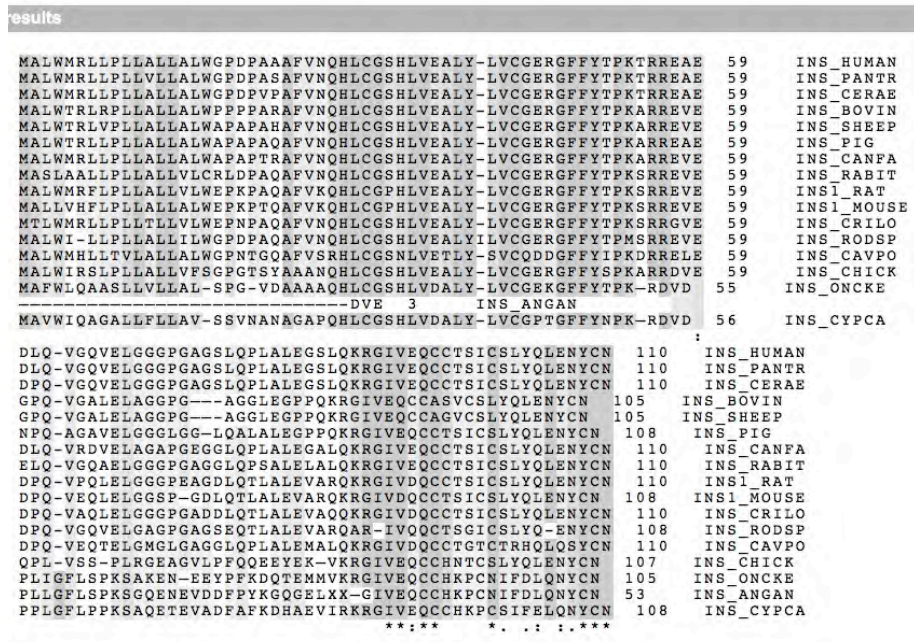 results
MALWMRLLPLLALLALWGPDPAAAFVNQHLCGSHLVEALY-LVCGERGFFYTPKTRREAE 59 INS_HUMAN
MALWMRLLPLLVLLALWGPDPASAFVNQHLCGSHLVEALY-LVCGERGFFYTPKTRREAE 59 INS_PANTR
MALWMRLLPLLALLALWGPDPVPAFVNQHLCGSHLVEALY-LVCGERGFFYTPKTRREAE 59 INS_CERAE
MALWTRLRPLLALLALWPPPPARAFVNQHLCGSHLVEALY-LVCGERGFFYTPKARREVE 59 INS_BOVIN
MALWTRLVPLLALLALWAPAPAHAFVNQHLCGSHLVEALY-LVCGERGFFYTPKARREVE 59 INS_SHEEP
MALWTRLLPLLALLALWAPAPAQAFVNQHLCGSHLVEALY-LVCGERGFFYTPKARREAE 59 INS_PIG
MALWMRLLPLLALLALWAPAPTRAFVNQHLCGSHLVEALY-LVCGERGFFYTPKARREVE 59 INS_CANFA
MASLAALLPLLALLVLCRLDPAQAFVNQHLCGSHLVEALY-LVCGERGFFYTPKSRREVE 59 INS_RABIT
MALWMRFLPLLALLVLWEPKPAQAFVKQHLCGPHLVEALY-LVCGERGFFYTPKSRREVE 59 INS1_RAT
MALLVHFLPLLALLALWEPKPTQAFVKQHLCGPHLVEALY-LVCGERGFFYTPKSRREVE 59 INS1_MOUSE
MTLWMRLLPLLTLLVLWEPNPAQAFVNQHLCGSHLVEALY-LVCGERGFFYTPKSRRGVE 59 INS_CRILO
MALWI-LLPLLALLILWGPDPAQAFVNQHLCGSHLVEALYILVCGERGFFYTPMSRREVE 59 INS_RODSP
MALWMHLLTVLALLALWGPNTGQAFVSRHLCGSNLVETLY-SVCQDDGFFYIPKDRRELE 59 INS_CAVPO
MALWIRSLPLLALLVFSGPGTSYAAANQHLCGSHLVEALY-LVCGERGFFYSPKARRDVE 59 INS_CHICK
MAFWLQAASLLVLLAL-SPG-VDAAAAQHLCGSHLVDALY-LVCGEKGFFYTPK-RDVD 55 INS_ONCKE
-----------------------------DVE 3 INS_ANGAN
MAVWIQAGALLFLLAV-SSVNANAGAPQHLCGSHLVDALY-LVCGPTGFFYNPK-RDVD 56 INS_CYPCA
:
DLQ-VGQVELGGGPGAGSLQPLALEGSLQKRGIVEQCCTSICSLYQLENYCN 110 INS_HUMAN
DLQ-VGQVELGGGPGAGSLQPLALEGSLQKRGIVEQCCTSICSLYQLENYCN 110 INS_PANTR
DPQ-VGQVELGGGPGAGSLQPLALEGSLQKRGIVEQCCTSICSLYQLENYCN 110 INS_CERAE
GPQ-VGALELAGGPG---AGGLEGPPQKRGIVEQCCASVCSLYQLENYCN 105 INS_BOVIN
GPQ-VGALELAGGPG---AGGLEGPPQKRGIVEQCCAGVCSLYQLENYCN 105 INS_SHEEP
NPQ-AGAVELGGGLGG-LQALALEGPPQKRGIVEQCCTSICSLYQLENYCN 108 INS_PIG
DLQ-VRDVELAGAPGEGGLQPLALEGALQKRGIVEQCCTSICSLYQLENYCN 110 INS_CANFA
ELQ-VGQAELGGGPGAGGLQPSALELALQKRGIVEQCCTSICSLYQLENYCN 110 INS_RABIT
DPQ-VPQLELGGGPEAGDLQTLALEVARQKRGIVDQCCTSICSLYQLENYCN 110 INS1_RAT
DPQ-VEQLELGGSP-GDLQTLALEVARQKRGIVDQCCTSICSLYQLENYCN 108 INS1_MOUSE
DPQ-VAQLELGGGPGADDLQTLALEVAQQKRGIVDQCCTSICSLYQLENYCN 110 INS_CRILO
DPQ-VGQVELGAGPGAGSEQTLALEVARQAR-IVQQCTSGICSLYQ-ENYCN 108 INS_RODSP
DPQ-VEQTELGMGLGAGGLQPLALEMALQKRGIVDQCCTGTCTRHQLQSYCN 110 INS_CAVPO
QPL-VSS-PLRGEAGVLPFQQEEYEK-VKRGIVEQCCHNTCSLYQLENYCN 107 INS_CHICK
PLIGFLSPKSAKEN-EEYPFKDQTEMMVKRGIVEQCCHKPCNIFDLQNYCN 105 INS_ONCKE
PLLGFLSPKSGQENEVDDFPYKGQGELXX-GIVEQCCHKPCNIFDLQNYCN 53 INS_ANGAN
PPLGFLPPKSAQETEVADFAFKDHAEVIRKRGIVEQCCHKPCSIFELQNYCN 108 INS_CYPCA
**:** *. .: :.***